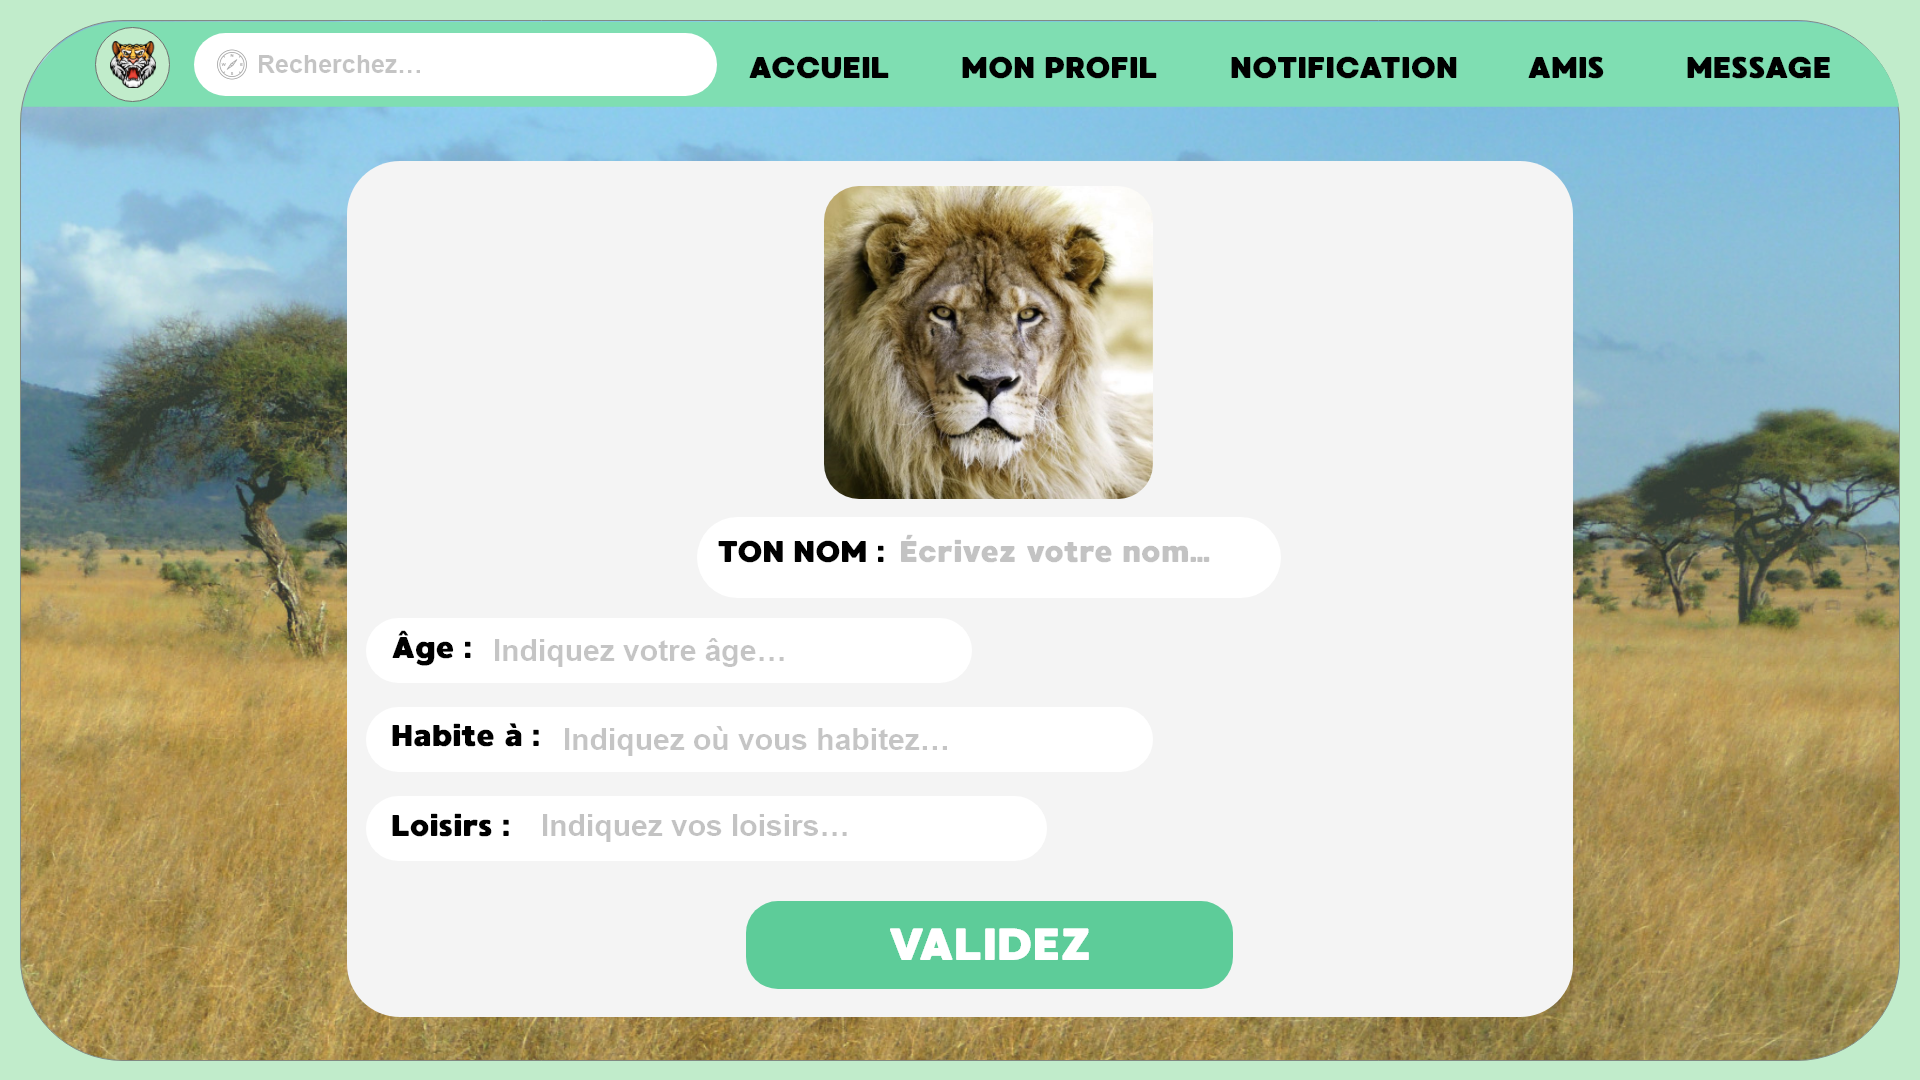 Recherchez...
ACCUEIL
MON PROFIL
NOTIFICATION
AMIS
MESSAGE
TON NOM : Écrivez votre nom...
Âge : Indiquez votre âge...
Habite à : Indiquez où vous habitez...
Loisirs : Indiquez vos loisirs...
VALIDEZ